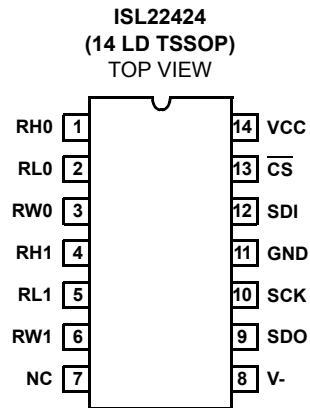 ISL22424
(14 LD TSSOP)
TOP VIEW
RH0 1 14 VCC
RL0 2 13 CS
RW0 3 12 SDI
RH1 4 11 GND
RL1 5 10 SCK
RW1 6 9 SDO
NC 7 8 V-